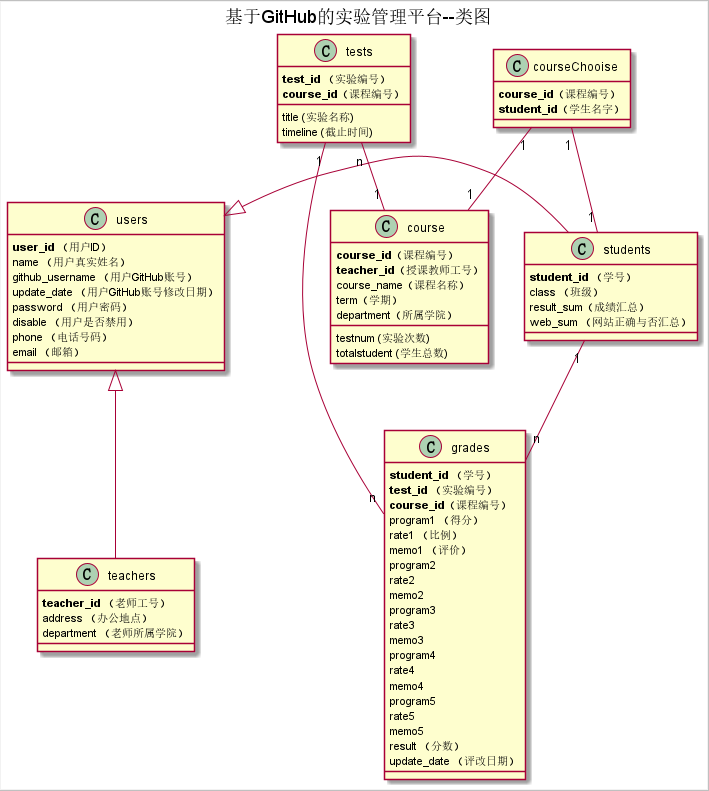 基于GitHub的实验管理平台--类图
C tests
test_id （实验编号）
course_id（课程编号）
title (实验名称)
timeline (截止时间)
C courseChooise
course_id（课程编号）
student_id（学生名字）
1
n
1
1
1
1
C users
user_id （用户ID）
name （用户真实姓名）
github_username （用户GitHub账号）
update_date （用户GitHub账号修改日期）
password （用户密码）
disable （用户是否禁用）
phone （电话号码）
email （邮箱）
C course
course_id（课程编号）
teacher_id（授课教师工号）
course_name（课程名称）
term（学期）
department（所属学院）
testnum (实验次数)
totalstudent (学生总数)
C students
student_id （学号）
class （班级）
result_sum（成绩汇总）
web_sum （网站正确与否汇总）
1
n
n
C grades
student_id （学号）
test_id （实验编号）
course_id（课程编号）
program1 （得分）
rate1 （比例）
memo1 （评价）
program2
rate2
memo2
program3
rate3
memo3
program4
rate4
memo4
program5
rate5
memo5
result （分数）
update_date （评改日期）
C teachers
teacher_id （老师工号）
address （办公地点）
department （老师所属学院）